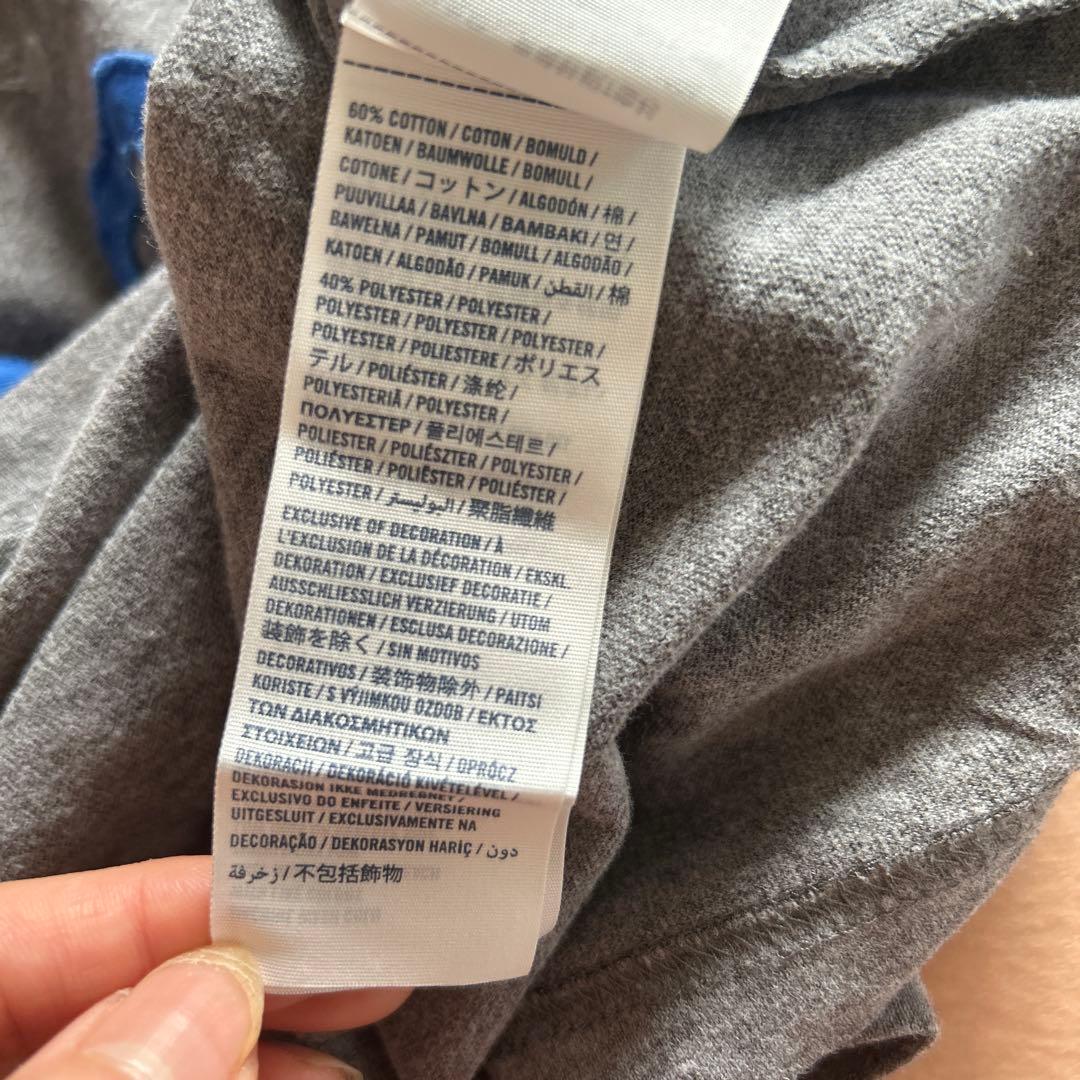 60% COTTON / COTON / BOMULD /
KATOEN / BAUMWOLLE / BOMULL /
COTONE / コットン / ALGODÓN / 棉 /
PUUVILLAA / BAVLNA / BAMBAKI / 면 /
BAWEŁNA / PAMUT / BOMULL / ALGODÃO /
KATOEN / ALGODÃO / PAMUK / القطن / 棉
40% POLYESTER / POLYESTER /
POLYESTER / POLYESTER / POLYESTER /
POLYESTER / POLIESTERE / ポリエス
テル / POLIÉSTER / 涤纶 /
POLYESTERIÄ / POLYESTER /
ΠΟΛΥΕΣΤΕΡ / 폴리에스테르 /
POLIESTER / POLIÉSZTER / POLYESTER /
POLIÉSTER / POLIËSTER / POLIÉSTER /
POLYESTER / البوليستر / 聚脂纖維
EXCLUSIVE OF DECORATION / À
L'EXCLUSION DE LA DÉCORATION / EKSKL.
DEKORATION / EXCLUSIEF DECORATIE /
AUSSCHLIESSLICH VERZIERUNG / UTOM
DEKORATIONEN / ESCLUSA DECORAZIONE /
装飾を除く / SIN MOTIVOS
DECORATIVOS / 装饰物除外 / PAITSI
KORISTE / S VÝJIMKOU OZDOB / ΕΚΤΟΣ
ΤΩΝ ΔΙΑΚΟΣΜΗΤΙΚΩΝ
ΣΤΟΙΧΕΙΩΝ / 고급 장식 / OPRÓCZ
DEKORACJI / DEKORÁCIÓ KIVÉTELÉVEL /
DEKORASJON IKKE MEDREGNET /
EXCLUSIVO DO ENFEITE / VERSIERING
UITGESLUIT / EXCLUSIVAMENTE NA
DECORAÇÃO / DEKORASYON HARİÇ / دون
زخرفة / 不包括飾物